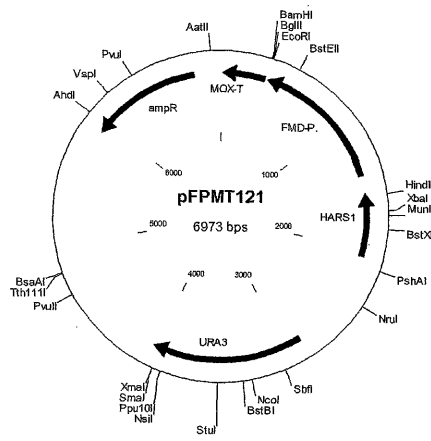 BamHI
BglII
EcoRI
AatII
BstEII
PvuI
VspI
AhdI
MOX-T
ampR
FMD-P.
6000
1000
pFPMT121
6973 bps
HindI
XbaI
MunI
HARS1
BstX
5000
2000
4000
3000
PshAI
NruI
BsaAI
Tth111I
PvuII
URA3
XmaI
SmaI
Ppu10I
NsiI
SbfI
NcoI
BstBI
StuI